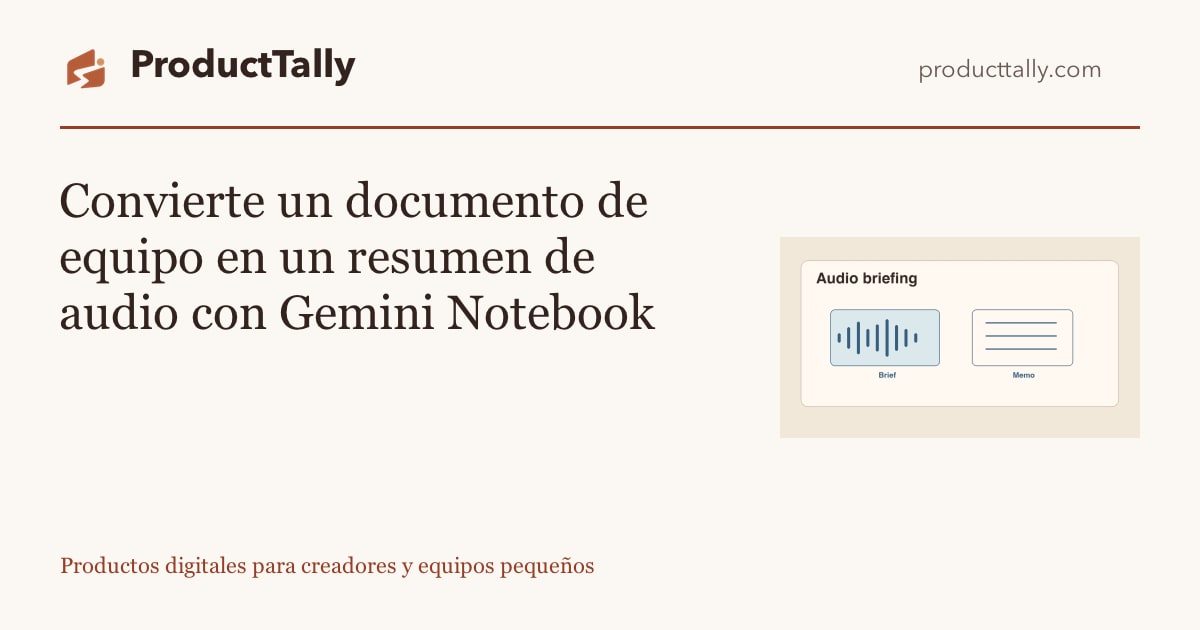 ProductTally
producttally.com
Convierte un documento de
equipo en un resumen de
audio con Gemini Notebook
Audio briefing
Brief
Memo
Productos digitales para creadores y equipos pequeños